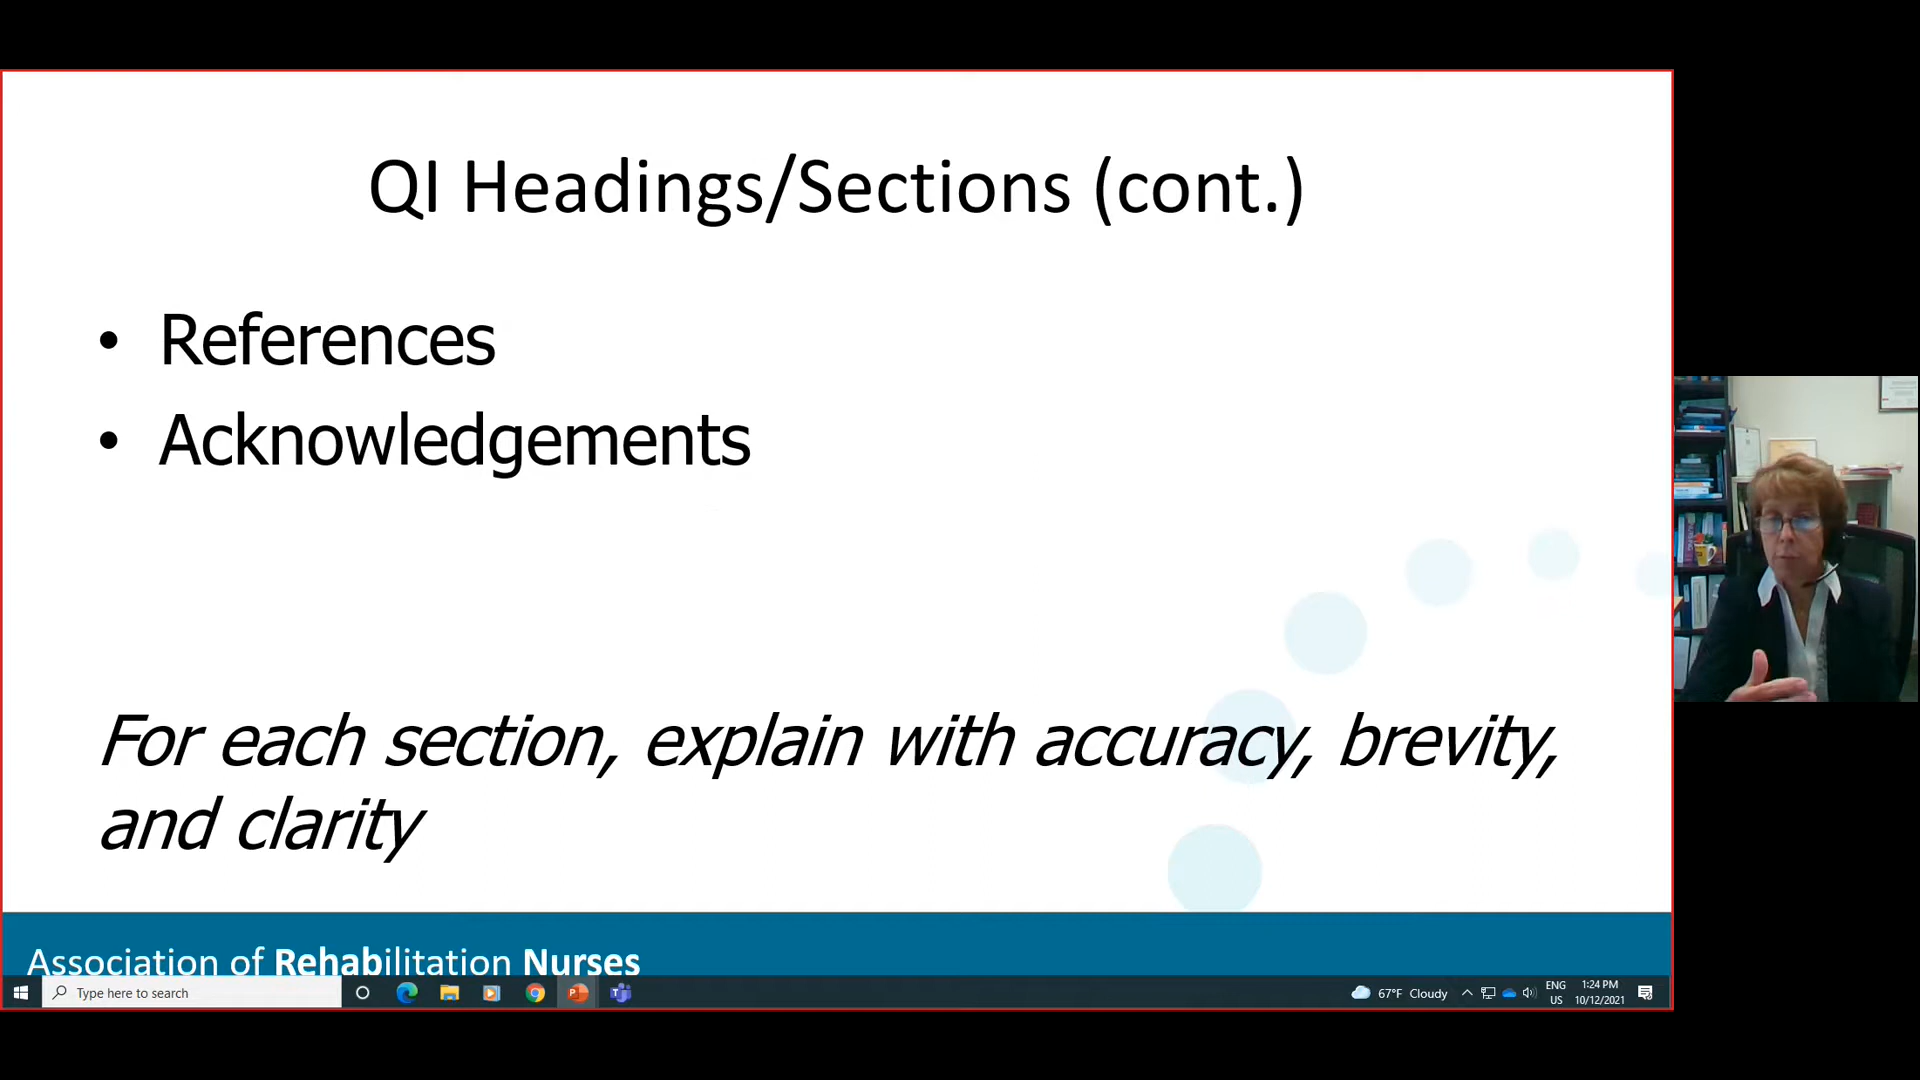 QI Headings/Sections (cont.)
• References
• Acknowledgements
For each section, explain with accuracy, brevity,
and clarity
Association of Rehabilitation Nurses
Type here to search
67°F Cloudy
ENG
US
1:24 PM
10/12/2021